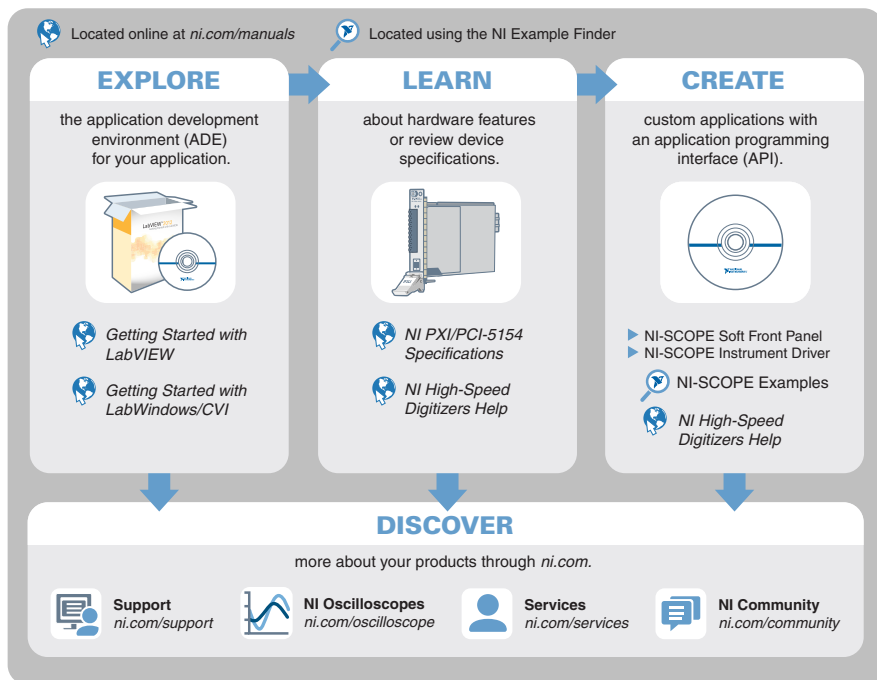 Located online at ni.com/manuals
Located using the NI Example Finder
EXPLORE
the application development
environment (ADE)
for your application.
LabVIEW
Getting Started with
LabVIEW
Getting Started with
LabWindows/CVI
LEARN
about hardware features
or review device
specifications.
NI PXI/PCI-5154
Specifications
NI High-Speed
Digitizers Help
CREATE
custom applications with
an application programming
interface (API).
NI-SCOPE Soft Front Panel
NI-SCOPE Instrument Driver
NI-SCOPE Examples
NI High-Speed
Digitizers Help
DISCOVER
more about your products through ni.com.
Support
ni.com/support
NI Oscilloscopes
ni.com/oscilloscope
Services
ni.com/services
NI Community
ni.com/community